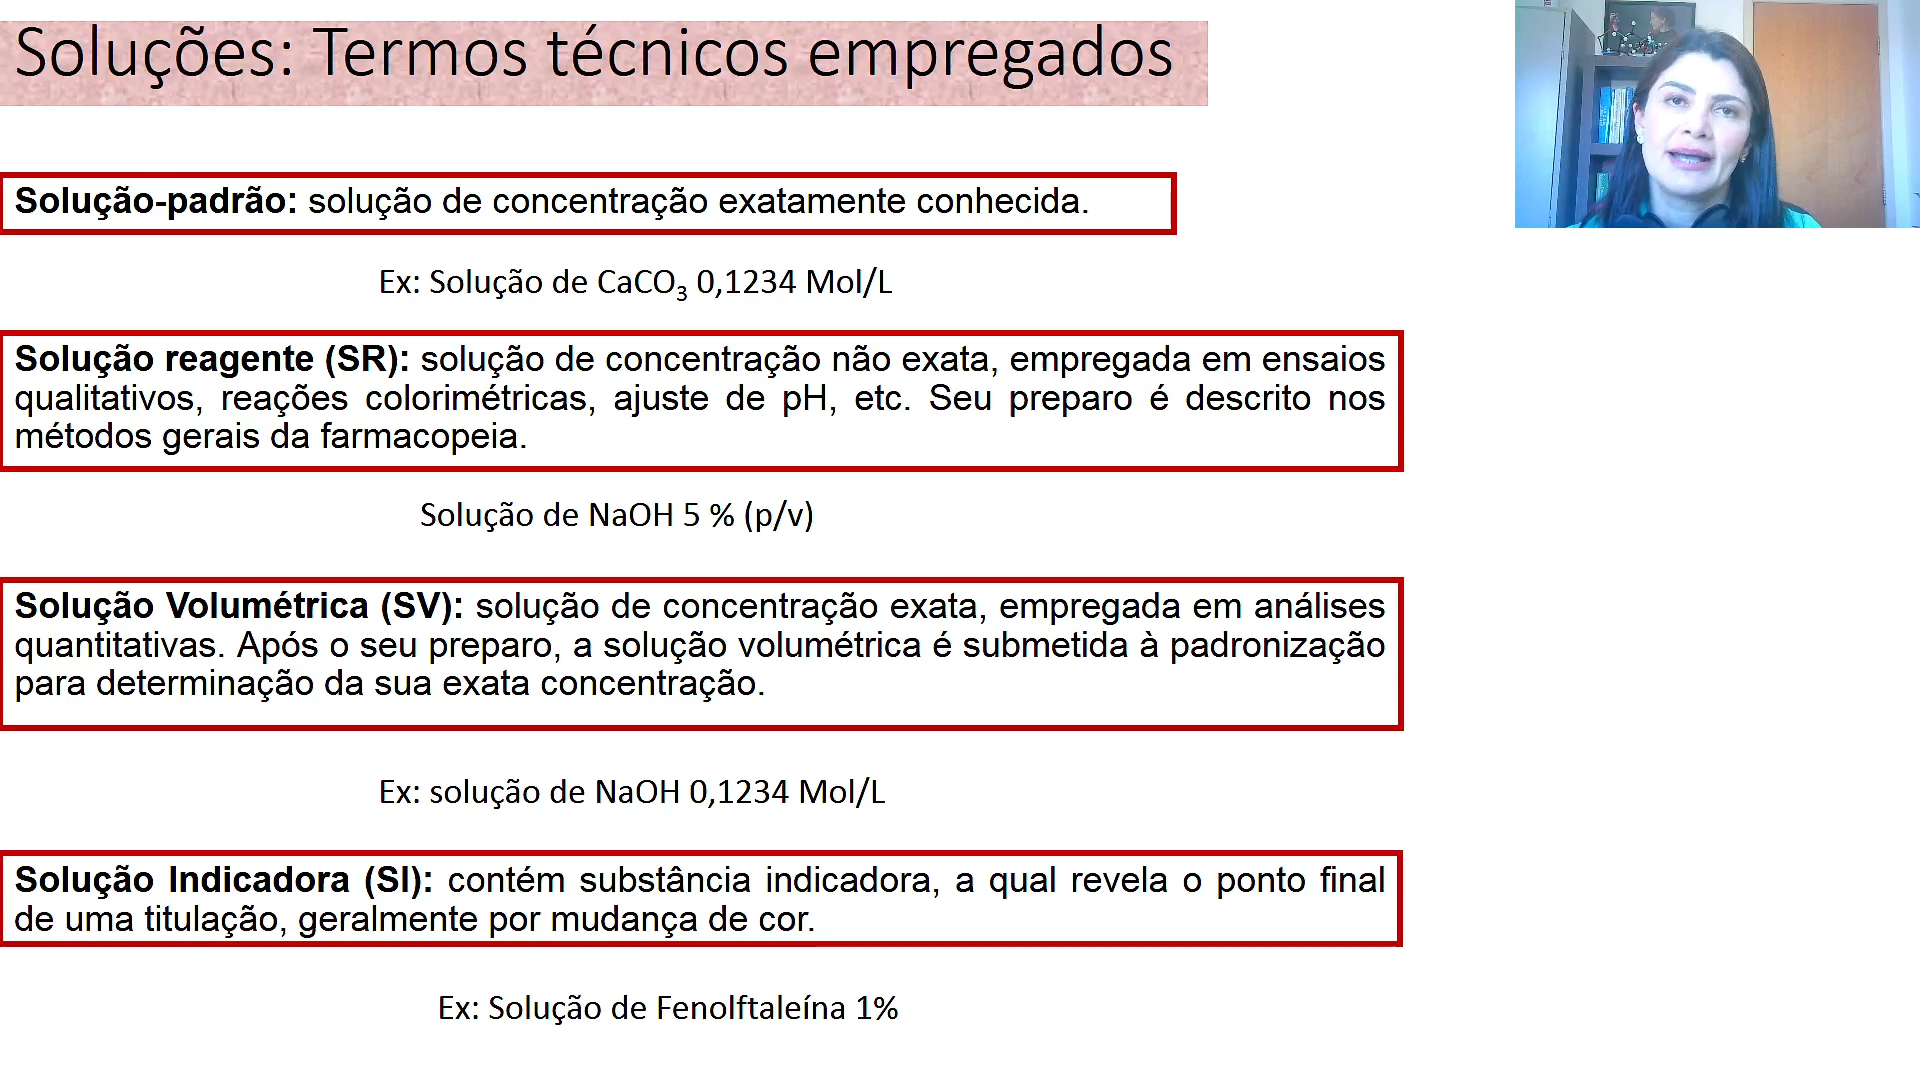 Soluções: Termos técnicos empregados
Solução-padrão: solução de concentração exatamente conhecida.
Ex: Solução de CaCO₃ 0,1234 Mol/L
Solução reagente (SR): solução de concentração não exata, empregada em ensaios
qualitativos, reações colorimétricas, ajuste de pH, etc. Seu preparo é descrito nos
métodos gerais da farmacopeia.
Solução de NaOH 5 % (p/v)
Solução Volumétrica (SV): solução de concentração exata, empregada em análises
quantitativas. Após o seu preparo, a solução volumétrica é submetida à padronização
para determinação da sua exata concentração.
Ex: solução de NaOH 0,1234 Mol/L
Solução Indicadora (SI): contém substância indicadora, a qual revela o ponto final
de uma titulação, geralmente por mudança de cor.
Ex: Solução de Fenolftaleína 1%